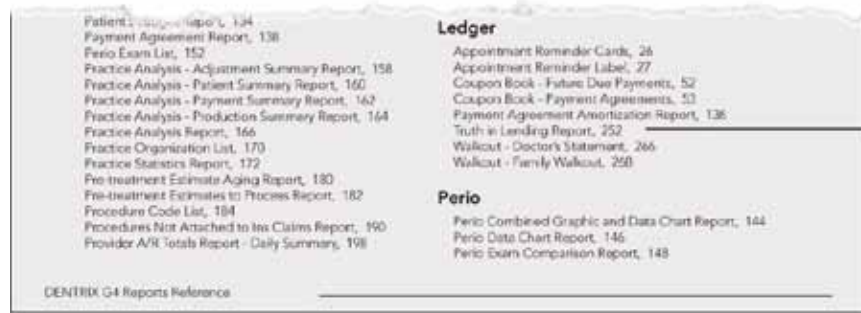 Patient
Payment Agreement Report, 138
Perio Exam List, 152
Practice Analysis - Adjustment Summary Report, 158
Practice Analysis - Patient Summary Report, 160
Practice Analysis - Payment Summary Report, 162
Practice Analysis - Production Summary Report, 164
Practice Analysis Report, 166
Practice Organization List, 170
Practice Statistics Report, 172
Pre-treatment Estimate Aging Report, 180
Pre-treatment Estimates to Process Report, 182
Procedure Code List, 184
Procedures Not Attached to Ins Claims Report, 190
Provider A/R Totals Report - Daily Summary, 198
Ledger
Appointment Reminder Cards, 26
Appointment Reminder Label, 27
Coupon Book - Future Due Payments, 52
Coupon Book - Payment Agreements, 53
Payment Agreement Amortization Report, 136
Truth in Lending Report, 252
Walkout - Doctor's Statement, 266
Walkout - Family Walkout, 268
Perio
Perio Combined Graphic and Data Chart Report, 144
Perio Data Chart Report, 146
Perio Exam Comparison Report, 148
DENTRIX G4 Reports Reference